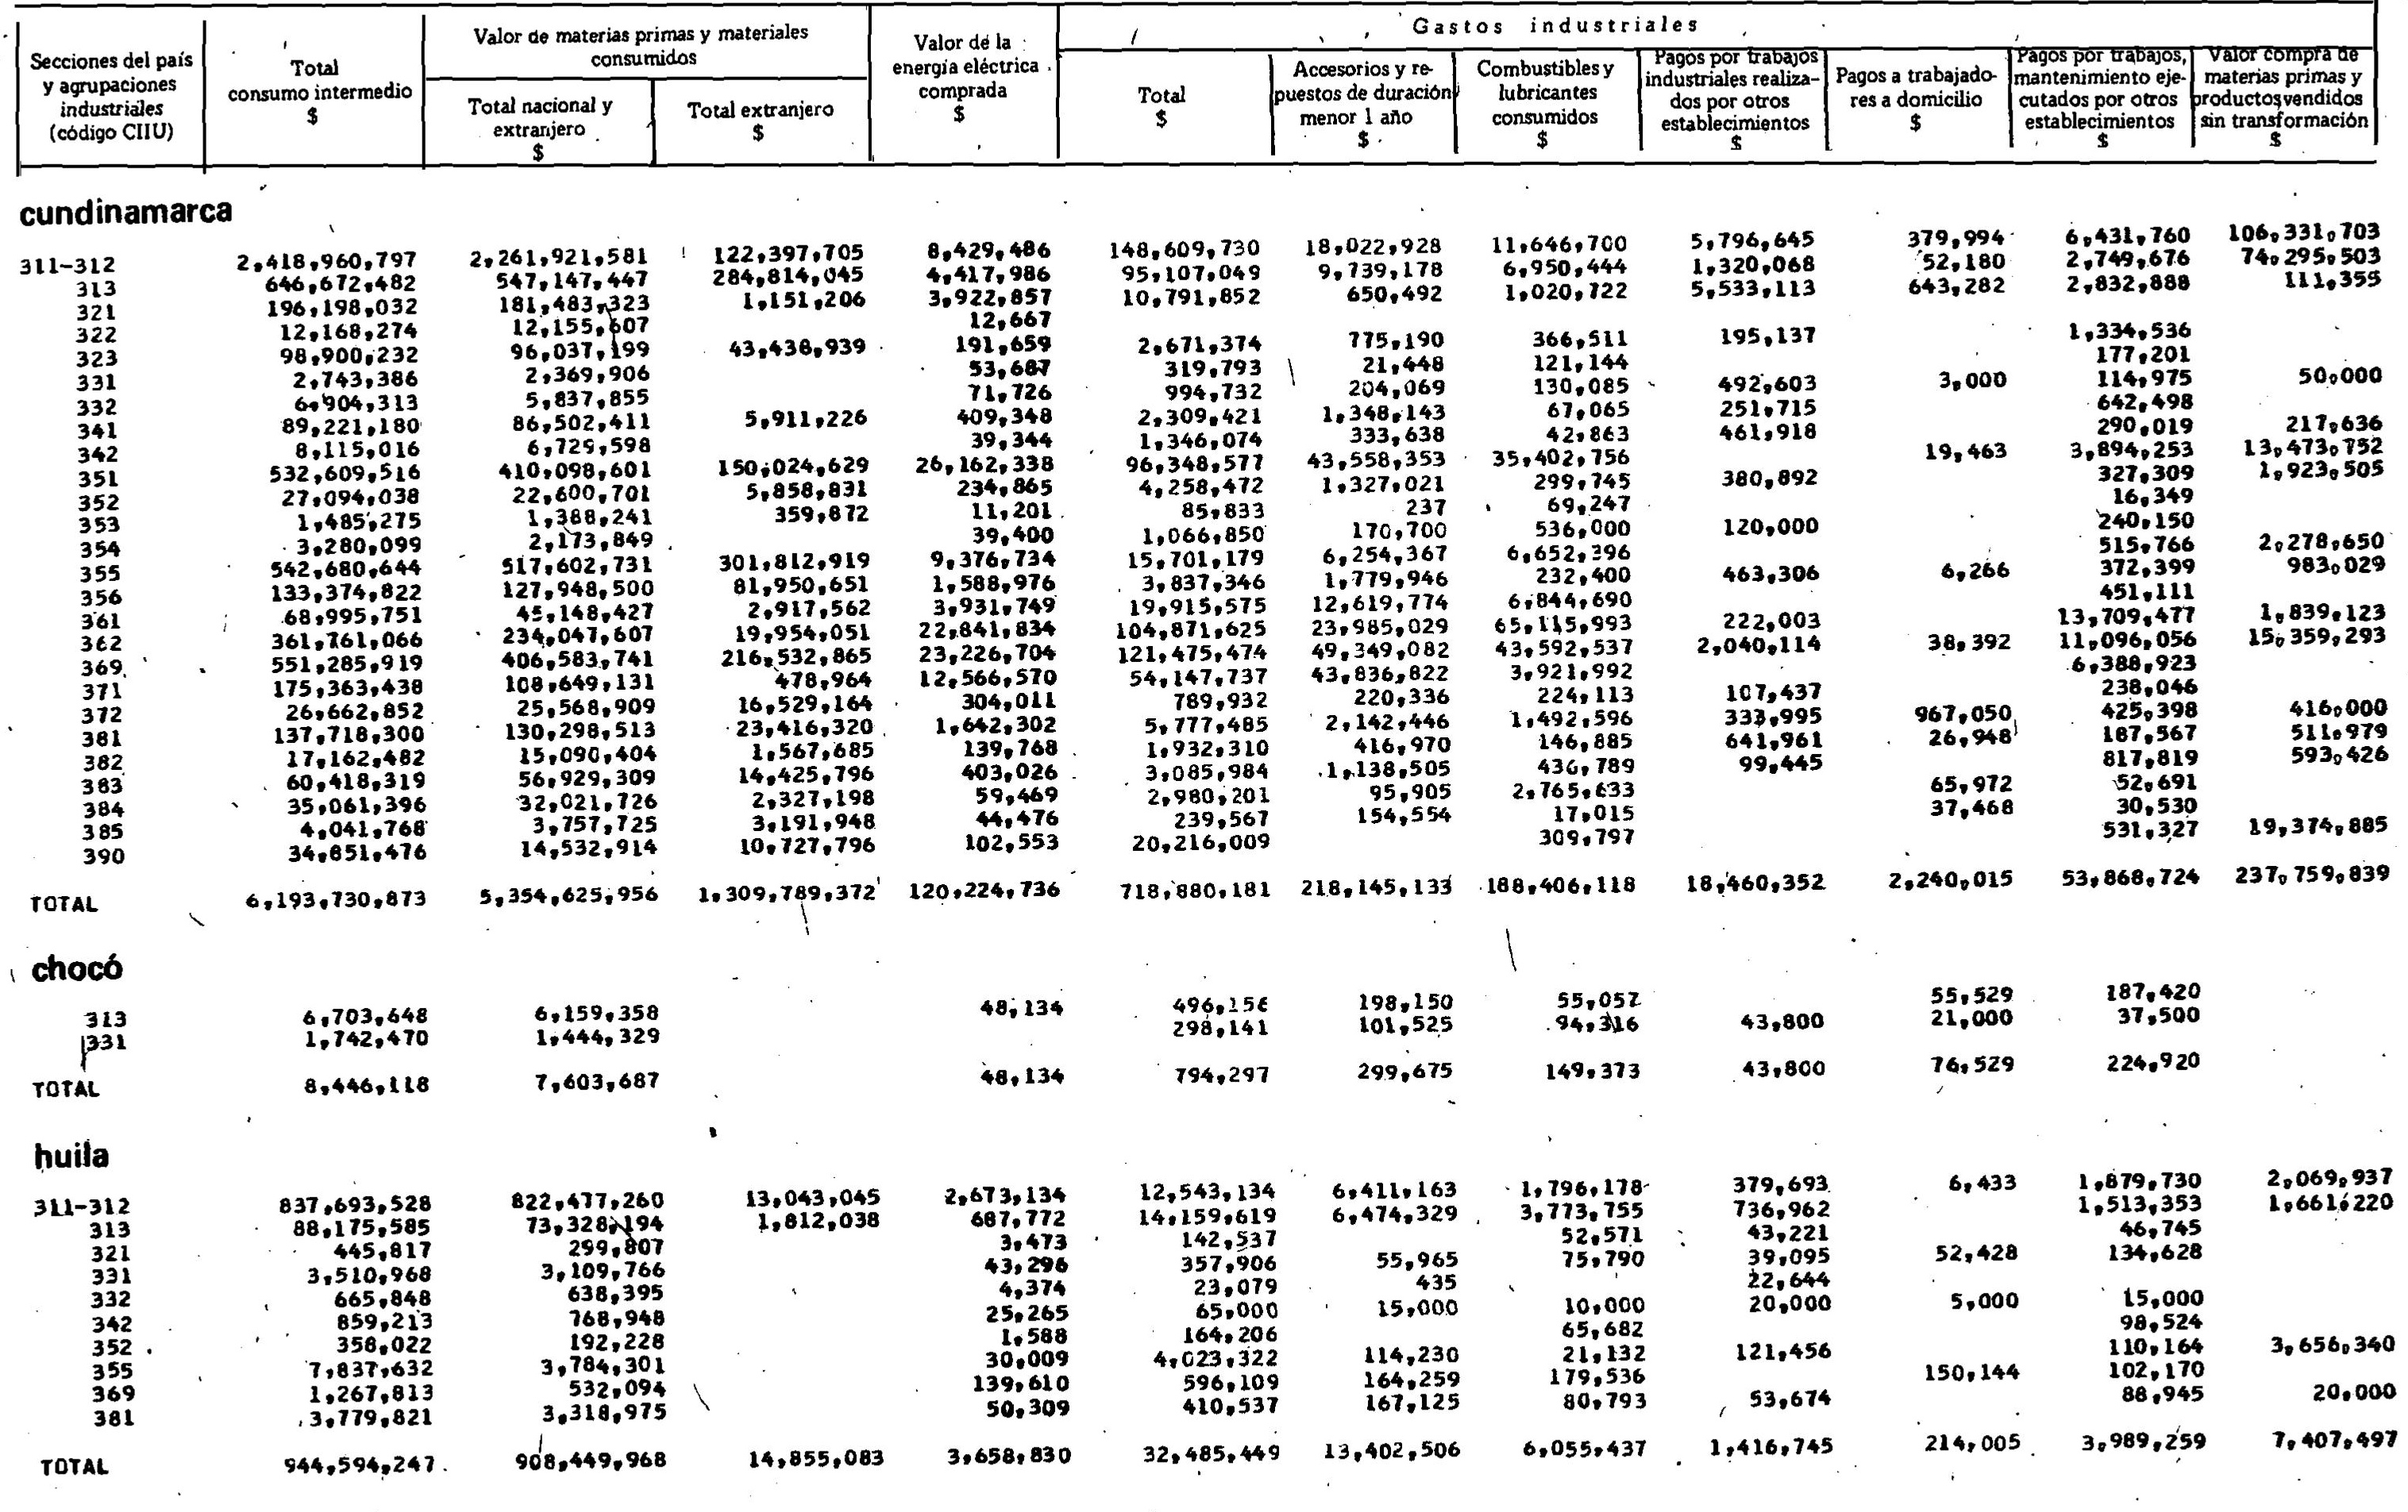 Secciones del país y agrupaciones industriales (código CIIU)
Total consumo intermedio $
Valor de materias primas y materiales consumidos
Total nacional y extranjero $
Total extranjero $
Valor de la energía eléctrica comprada $
Gastos industriales
Total $
Accesorios y re-puestos de duración menor 1 año $
Combustibles y lubricantes consumidos $
Pagos por trabajos industriales realiza-dos por otros establecimientos $
Pagos a trabajado-res a domicilio $
Pagos por trabajos, mantenimiento eje-cutados por otros establecimientos $
Valor compra de materias primas y productos vendidos sin transformación $
cundinamarca
311-312 2,418,960,797 2,261,921,581 122,397,705 8,429,486 148,609,730 18,022,928 11,646,700 5,796,645 379,994 6,431,760 106,331,703
313 646,672,482 547,147,447 284,814,045 4,417,986 95,107,049 9,739,178 6,950,444 1,320,068 52,180 2,749,676 74,295,503
321 196,198,032 181,483,323 1,151,206 3,922,857 10,791,852 650,492 1,020,722 5,533,113 643,282 2,832,888 111,355
322 12,168,274 12,155,607 12,667
323 98,900,232 96,037,199 43,438,939 191,659 2,671,374 775,190 366,511 195,137 1,334,536
331 2,743,386 2,369,906 53,687 319,793 21,448 121,144 177,201
332 6,904,313 5,837,855 71,726 994,732 204,069 130,085 492,603 3,000 114,975 50,000
341 89,221,180 86,502,411 5,911,226 409,348 2,309,421 1,348,143 67,065 251,715 642,498
342 8,115,016 6,729,598 39,344 1,346,074 333,638 42,863 461,918 290,019 217,636
351 532,609,516 410,098,601 150,024,629 26,162,338 96,348,577 43,558,353 35,402,756 19,463 3,894,253 13,473,752
352 27,094,038 22,600,701 5,858,831 234,865 4,258,472 1,327,021 299,745 380,892 327,309 1,923,505
353 1,485,275 1,388,241 359,872 11,201 85,833 237 69,247 16,349
354 3,280,099 2,173,849 39,400 1,066,850 170,700 536,000 120,000 240,150
355 542,680,644 517,602,731 301,812,919 9,376,734 15,701,179 6,254,367 6,652,396 515,766 2,278,650
356 133,374,822 127,948,500 81,950,651 1,588,976 3,837,346 1,779,946 232,400 463,306 6,266 372,399 983,029
361 68,995,751 45,148,427 2,917,562 3,931,749 19,915,575 12,619,774 6,844,690 451,111
362 361,761,066 234,047,607 19,954,051 22,841,834 104,871,625 23,985,029 65,115,993 222,003 13,709,477 1,839,123
369 551,285,919 406,583,741 216,532,865 23,226,704 121,475,474 49,349,082 43,592,537 2,040,114 38,392 11,096,056 15,359,293
371 175,363,438 108,649,131 478,964 12,566,570 54,147,737 43,836,822 3,921,992 6,388,923
372 26,662,852 25,568,909 16,529,164 304,011 789,932 220,336 224,113 107,437 238,046
381 137,718,300 130,298,513 23,416,320 1,642,302 5,777,485 2,142,446 1,492,596 333,995 967,050 425,398 416,000
382 17,162,482 15,090,404 1,567,685 139,768 1,932,310 416,970 146,885 641,961 26,948 187,567 511,979
383 60,418,319 56,929,309 14,425,796 403,026 3,085,984 1,138,505 436,789 99,445 817,819 593,426
384 35,061,396 32,021,726 2,327,198 59,469 2,980,201 95,905 2,765,633 65,972 52,691
385 4,041,768 3,757,725 3,191,948 44,476 239,567 154,554 17,015 37,468 30,530
390 34,851,476 14,532,914 10,727,796 102,553 20,216,009 309,797 531,327 19,374,885
TOTAL 6,193,730,873 5,354,625,956 1,309,789,372 120,224,736 718,880,181 218,145,133 188,406,118 18,460,352 2,240,015 53,868,724 237,759,839
chocó
313 6,703,648 6,159,358 48,134 496,156 198,150 55,057 55,529 187,420
331 1,742,470 1,444,329 298,141 101,525 94,316 43,800 21,000 37,500
TOTAL 8,446,118 7,603,687 48,134 794,297 299,675 149,373 43,800 76,529 224,920
huila
311-312 837,693,528 822,477,260 13,043,045 2,673,134 12,543,134 6,411,163 1,796,178 379,693 6,433 1,879,730 2,069,937
313 88,175,585 73,328,194 1,812,038 687,772 14,159,619 6,474,329 3,773,755 736,962 1,513,353 1,661,220
321 445,817 299,807 3,473 142,537 52,571 43,221 46,745
331 3,510,968 3,109,766 43,296 357,906 55,965 75,790 39,095 52,428 134,628
332 665,848 638,395 4,374 23,079 435 22,644
342 859,213 768,948 25,265 65,000 15,000 10,000 20,000 5,000 15,000
352 358,022 192,228 1,588 164,206 65,682 98,524
355 7,837,632 3,784,301 30,009 4,023,322 114,230 21,132 121,456 110,164 3,656,340
369 1,267,813 532,094 139,610 596,109 164,259 179,536 150,144 102,170
381 3,779,821 3,318,975 50,309 410,537 167,125 80,793 53,674 88,945 20,000
TOTAL 944,594,247 908,449,968 14,855,083 3,658,830 32,485,449 13,402,506 6,055,437 1,416,745 214,005 3,989,259 7,407,497